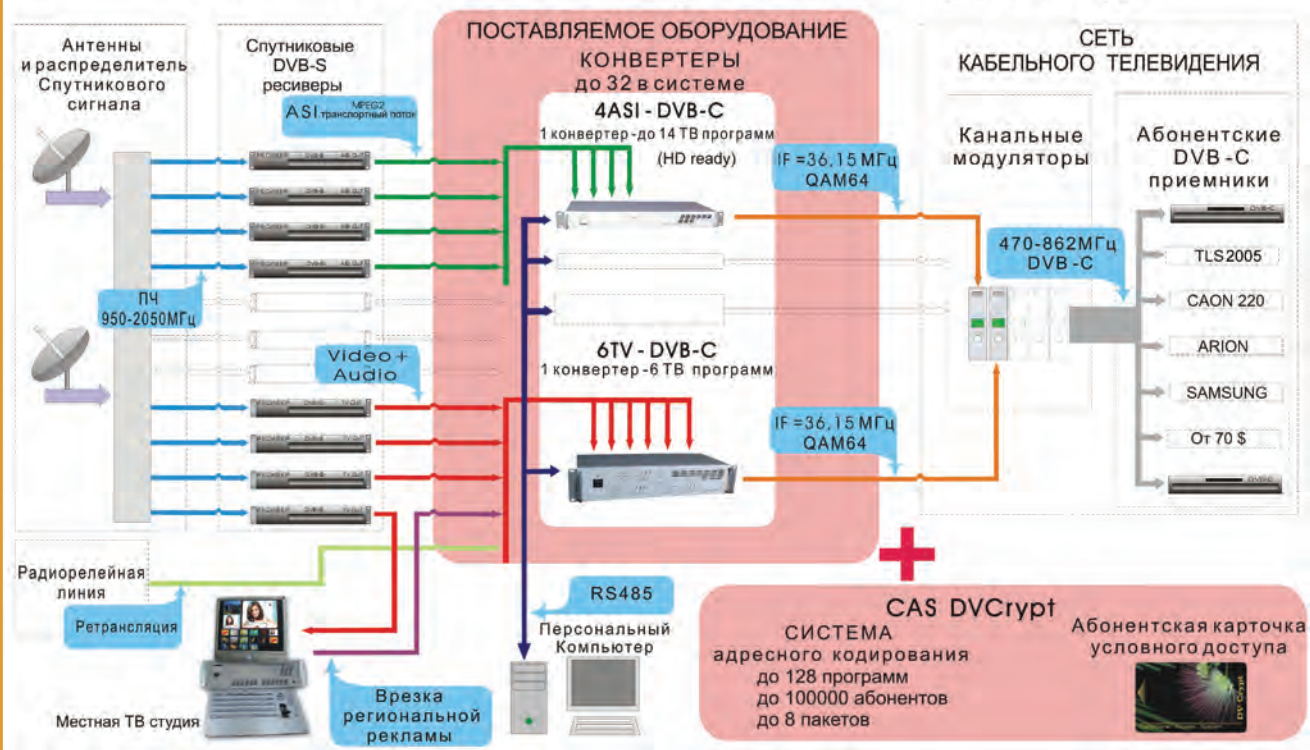 Антенны
и распределитель
Спутникового
сигнала
Спутниковые
DVB-S
ресиверы
ASI MPEG2
транспортный поток
ПЧ
950-2050МГц
Video +
Audio
ПОСТАВЛЯЕМОЕ ОБОРУДОВАНИЕ
КОНВЕРТЕРЫ
до 32 в системе
4ASI - DVB-C
1 конвертер -до 14 ТВ программ
(HD ready)
6TV - DVB-C
1 конвертер -6 ТВ программ
IF =36,15 МГц
QAM64
IF =36,15 МГц
QAM64
СЕТЬ
КАБЕЛЬНОГО ТЕЛЕВИДЕНИЯ
Канальные
модуляторы
Абонентские
DVB -C
приемники
470-862МГц
DVB -C
DVB-C
TLS2005
CAON 220
ARION
SAMSUNG
От 70 $
DVB-C
Радиорелейная
линия
Ретрансляция
Местная ТВ студия
Врезка
региональной
рекламы
RS485
Персональный
Компьютер
CAS DVCrypt
СИСТЕМА
адресного кодирования
до 128 программ
до 100000 абонентов
до 8 пакетов
Абонентская карточка
условного доступа
DV Crypt